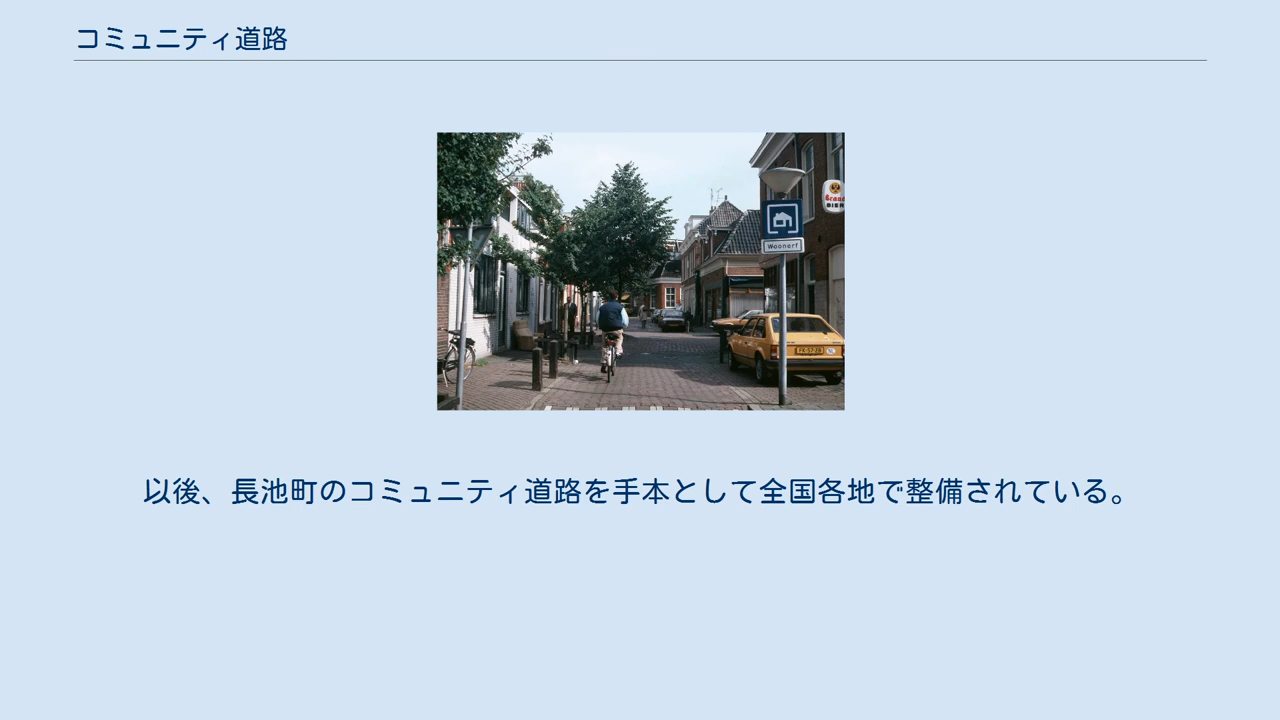 コミュニティ道路
Woonerf
Brand
BIER
以後、長池町のコミュニティ道路を手本として全国各地で整備されている。